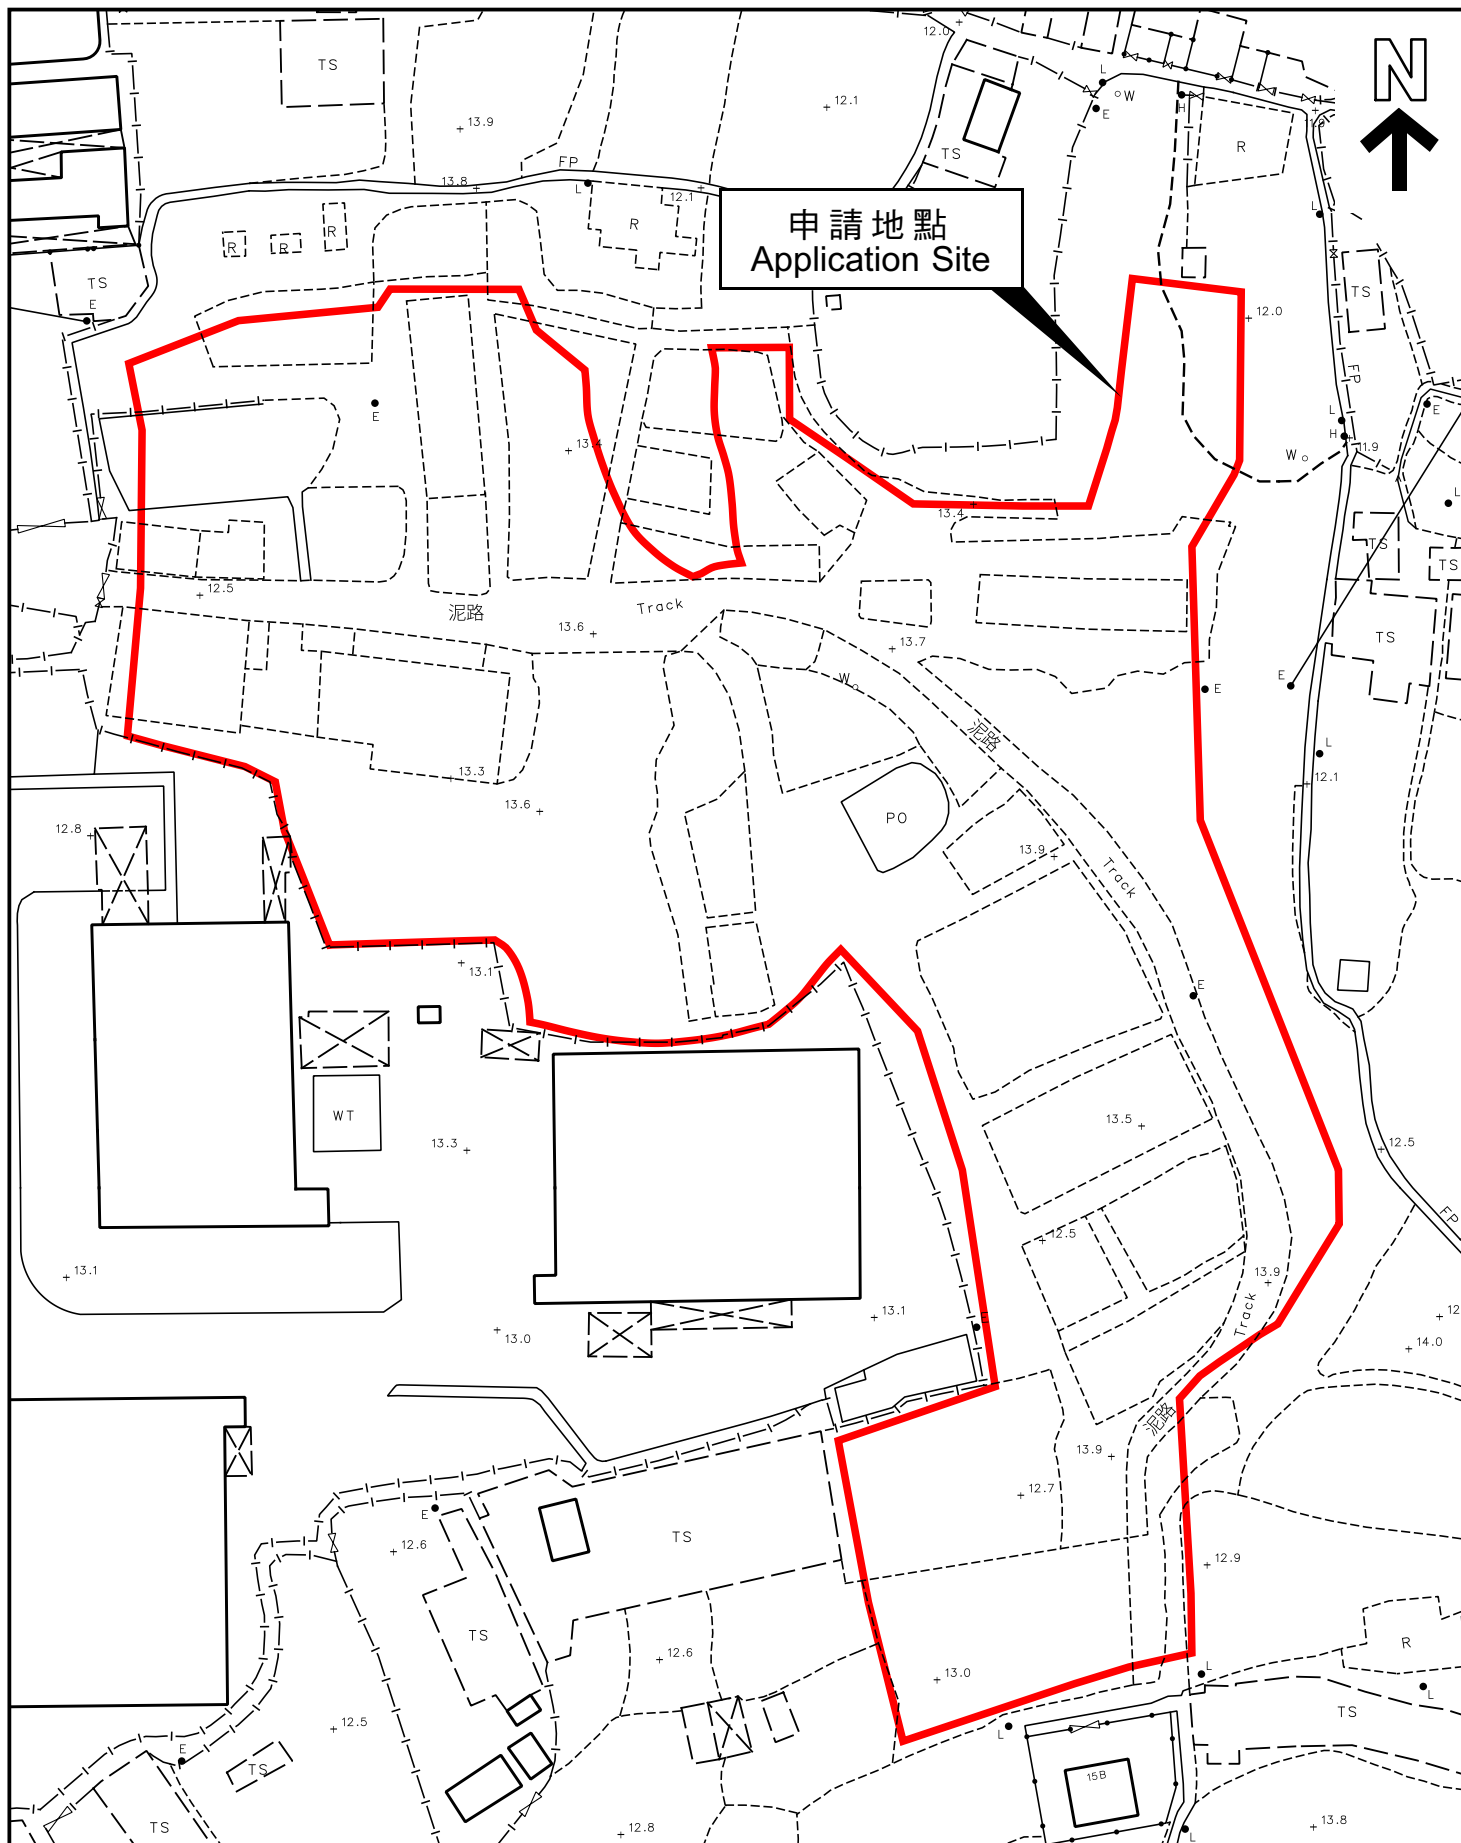 12.0
N
TS
L
W
H
E
12.1
13.9
11.9
R
TS
FP
13.8
L
12.1
L
申請地點
Application Site
R
R
R
R
TS
E
TS
12.0
FP
E
E
L
H
11.9
13.4
W
L
13.4
TS
TS
12.5
泥路
Track
13.6
13.7
TS
W
E
E
泥路
L
13.3
12.1
13.6
12.8
PO
13.9
Track
13.1
E
WT
13.5
13.3
12.5
FP
12.5
13.1
13.9
Track
13.1
E
12.
13.0
14.0
泥路
13.9
12.7
E
TS
12.6
12.9
TS
R
12.6
13.0
L
L
TS
12.5
L
E
TS
15B
TS
12.8
13.8
L